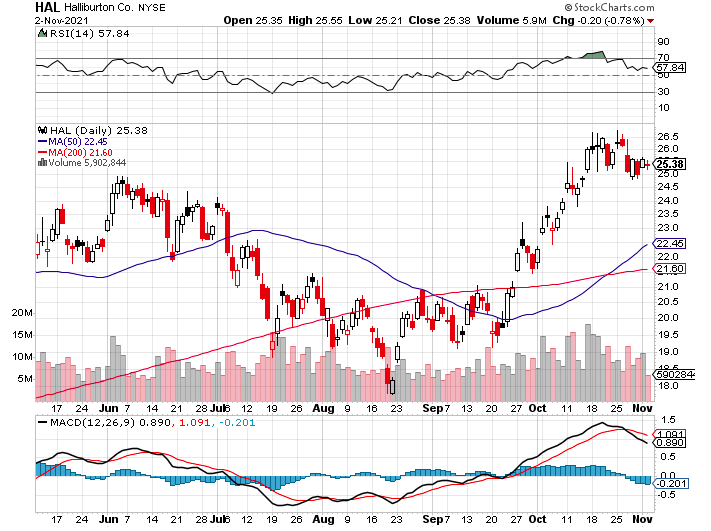 HAL Halliburton Co. NYSE
© StockCharts.com
2-Nov-2021
Open 25.35 High 25.55 Low 25.21 Close 25.38 Volume 5.9M Chg -0.20 (-0.78%)
RSI(14) 57.84
90
70
57.84
50
30
10
HAL (Daily) 25.38
MA(50) 22.45
MA(200) 21.60
Volume 5,902,844
26.5
26.0
25.38
25.0
24.5
24.0
23.5
23.0
22.45
22.0
21.60
21.0
20.5
20.0
19.5
19.0
18.0
20M
15M
10M
5M
5902844
17 24 Jun 7 14 21 28 Jul 6 12 19 26 Aug 9 16 23 Sep 7 13 20 27 Oct 11 18 25 Nov
MACD(12,26,9) 0.890, 1.091, -0.201
1.5
1.091
0.890
0.5
0.0
-0.201
-0.5
17 24 Jun 7 14 21 28 Jul 6 12 19 26 Aug 9 16 23 Sep 7 13 20 27 Oct 11 18 25 Nov